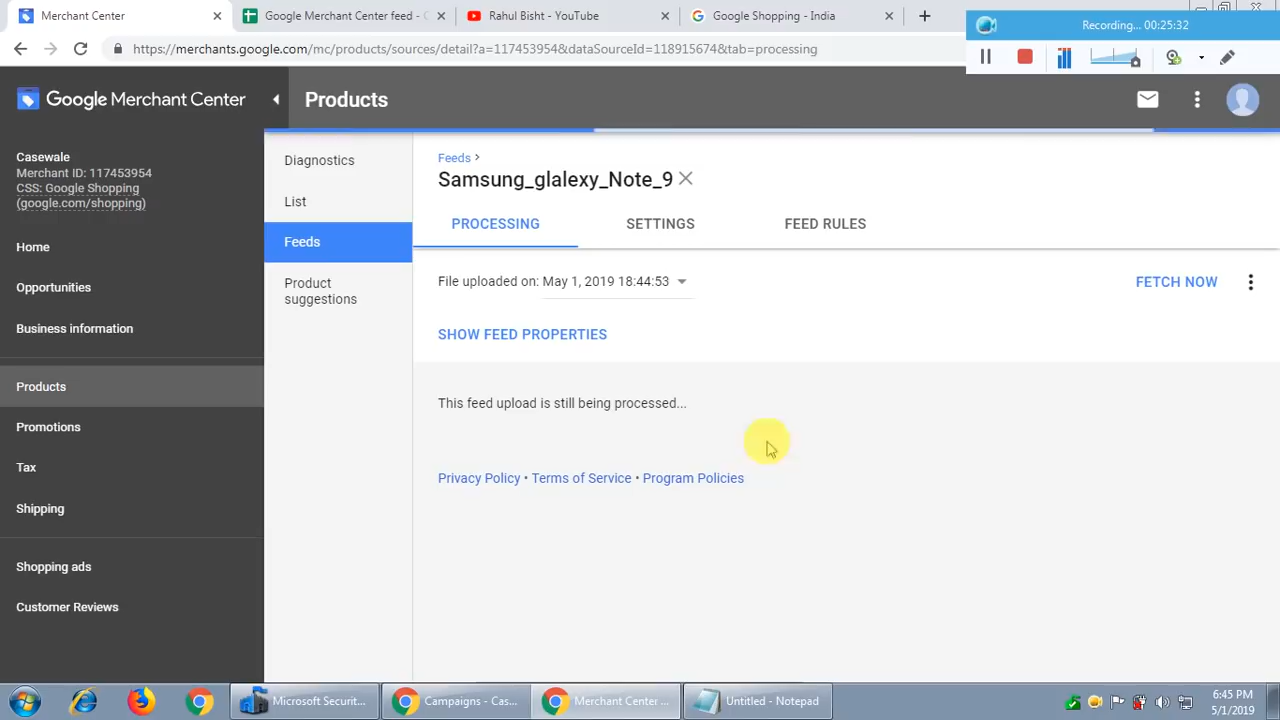 Merchant Center
Google Merchant Center feed - 
Rahul Bisht - YouTube
Google Shopping - India
Recording... 00:25:32
https://merchants.google.com/mc/products/sources/detail?a=117453954&dataSourceId=118915674&tab=processing
Google Merchant Center
Products
Casewale
Merchant ID: 117453954
CSS: Google Shopping
(google.com/shopping)
Home
Opportunities
Business information
Products
Promotions
Tax
Shipping
Shopping ads
Customer Reviews
Diagnostics
List
Feeds
Product
suggestions
Feeds
Samsung_glalexy_Note_9
PROCESSING
SETTINGS
FEED RULES
File uploaded on: May 1, 2019 18:44:53
FETCH NOW
SHOW FEED PROPERTIES
This feed upload is still being processed...
Privacy Policy • Terms of Service • Program Policies
Microsoft Securit...
Campaigns - Cas...
Merchant Center ...
Untitled - Notepad
6:45 PM
5/1/2019